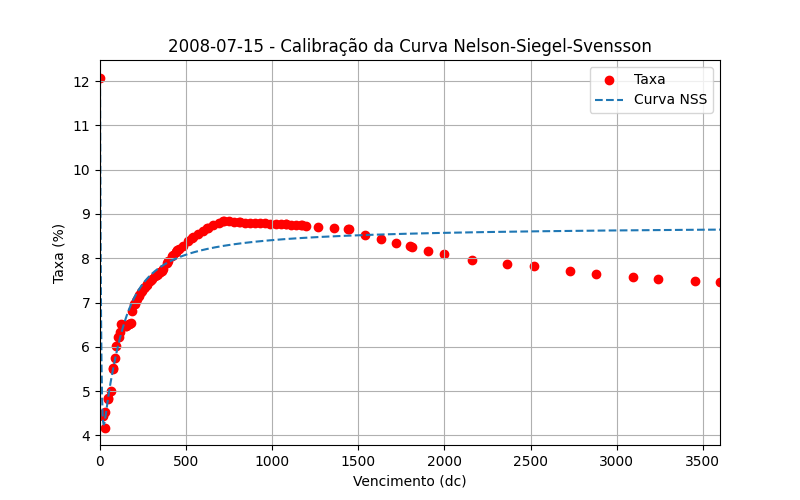 2008-07-15 - Calibração da Curva Nelson-Siegel-Svensson
Taxa
Curva NSS
Taxa (%)
12
11
10
9
8
7
6
5
4
0 500 1000 1500 2000 2500 3000 3500
Vencimento (dc)